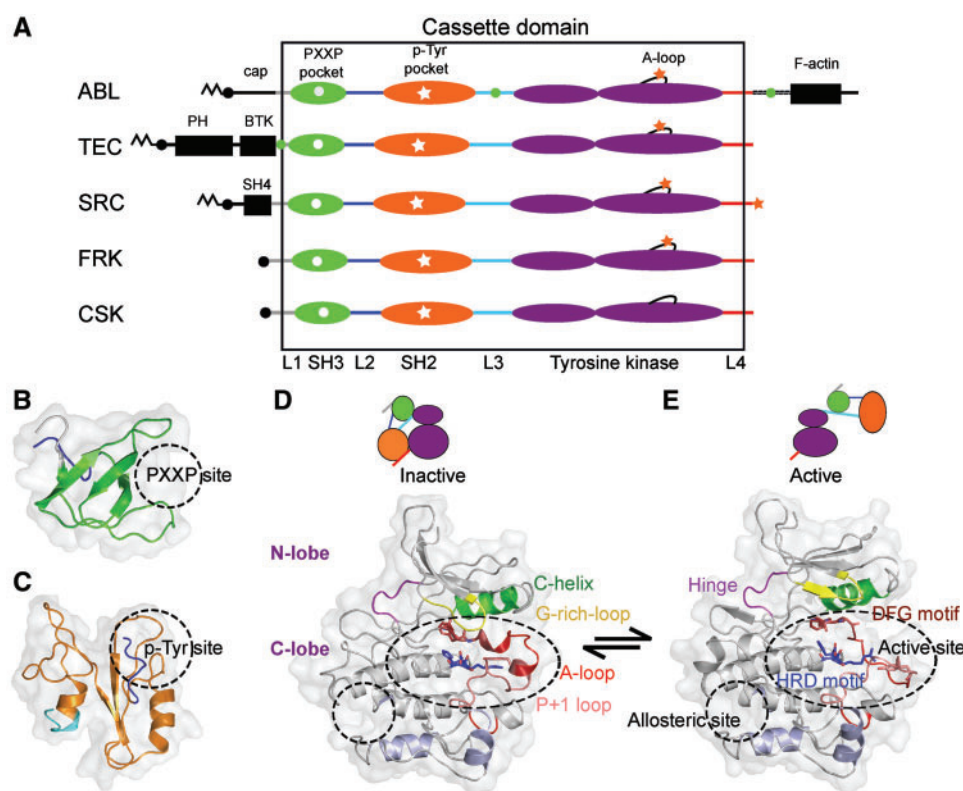 A
Cassette domain
cap
PXXP
pocket
p-Tyr
pocket
A-loop
F-actin
ABL
PH
BTK
TEC
SH4
SRC
FRK
CSK
L1 SH3 L2 SH2 L3 Tyrosine kinase L4
B
PXXP site
C
p-Tyr site
D
Inactive
N-lobe
C-helix
G-rich-loop
C-lobe
A-loop
P+1 loop
E
Active
Hinge
DFG motif
Active site
HRD motif
Allosteric site